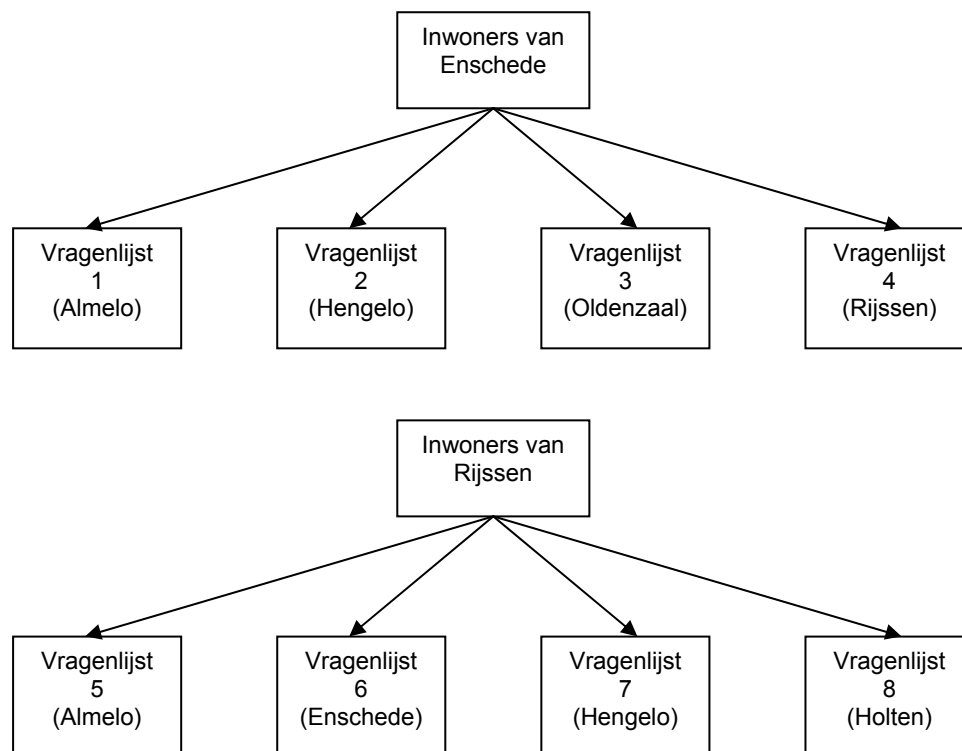 Inwoners van
Enschede
Vragenlijst
1
(Almelo)
Vragenlijst
2
(Hengelo)
Vragenlijst
3
(Oldenzaal)
Vragenlijst
4
(Rijssen)
Inwoners van
Rijssen
Vragenlijst
5
(Almelo)
Vragenlijst
6
(Enschede)
Vragenlijst
7
(Hengelo)
Vragenlijst
8
(Holten)